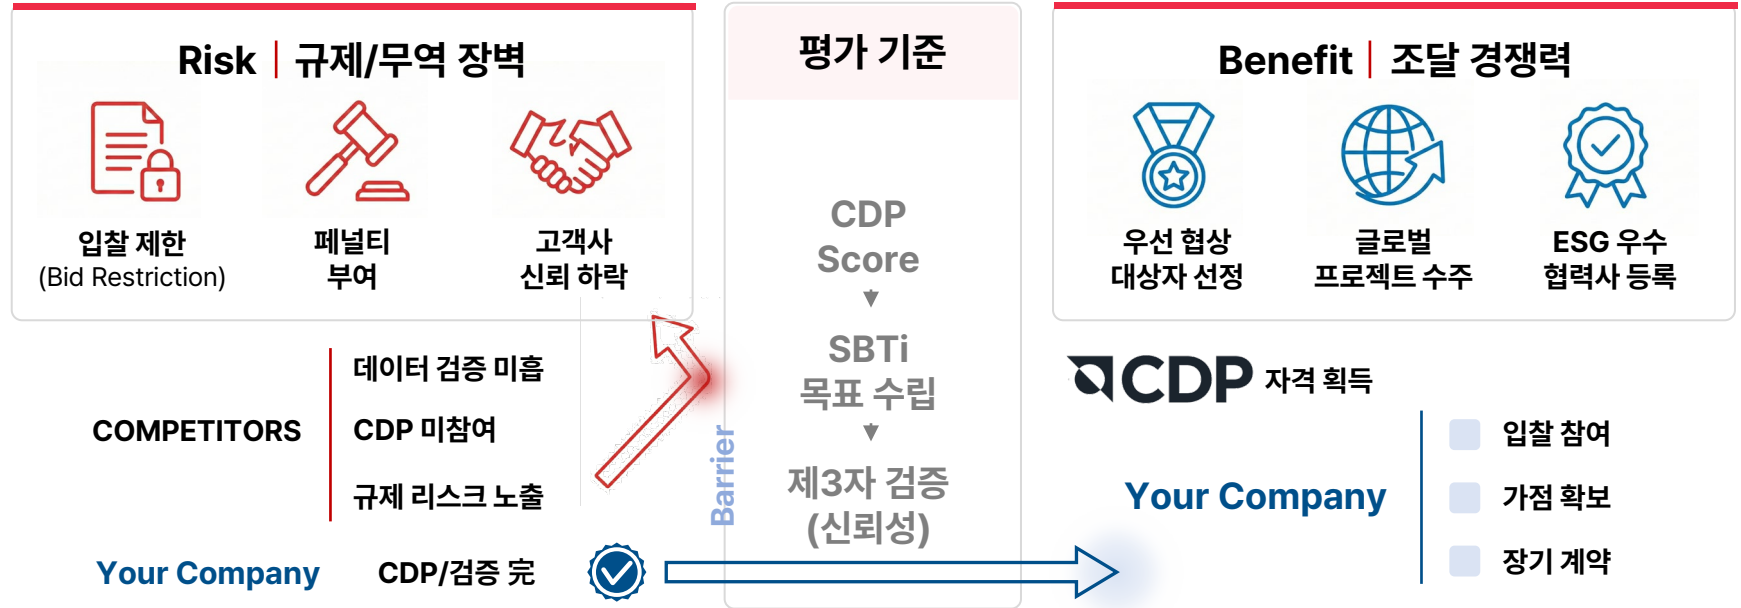 Risk | 규제/무역 장벽
입찰 제한
(Bid Restriction)
페널티
부여
고객사
신뢰 하락
평가 기준
CDP
Score
SBTi
목표 수립
제3자 검증
(신뢰성)
Barrier
Benefit | 조달 경쟁력
우선 협상
대상자 선정
글로벌
프로젝트 수주
ESG 우수
협력사 등록
COMPETITORS
데이터 검증 미흡
CDP 미참여
규제 리스크 노출
Your Company
CDP/검증 完
CDP 자격 획득
Your Company
입찰 참여
가점 확보
장기 계약